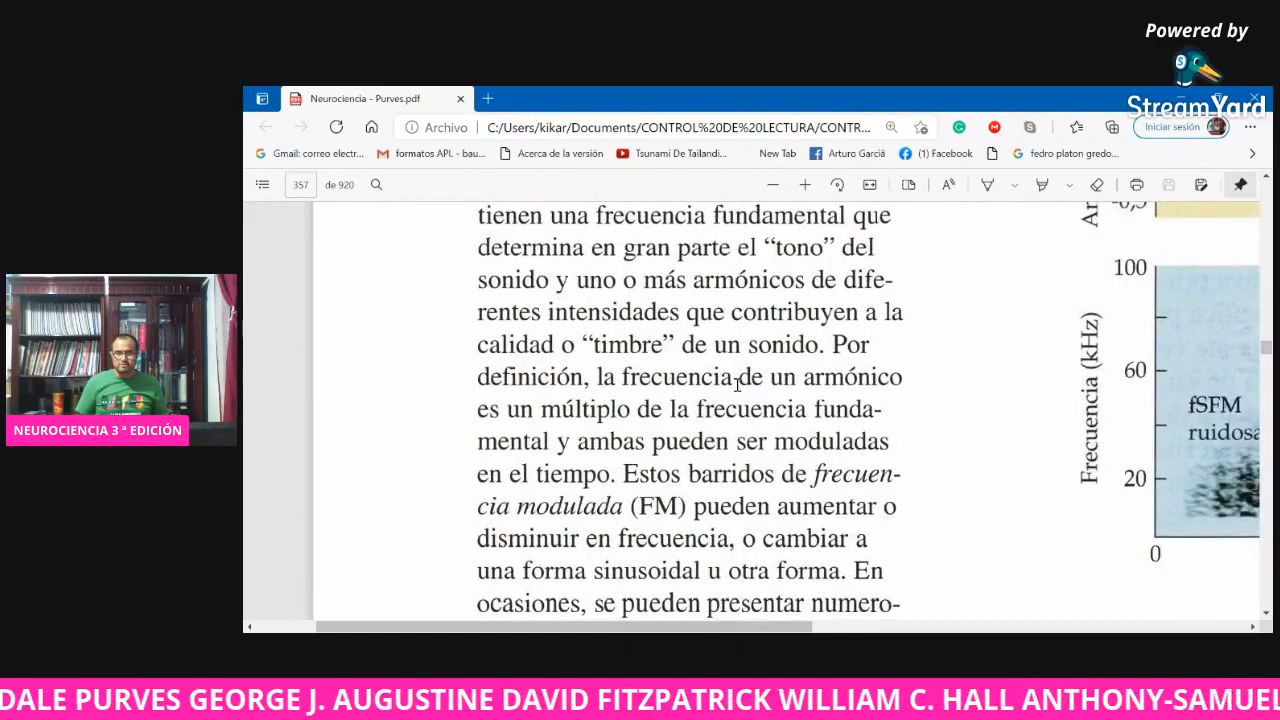 Powered by
StreamYard
Neurociencia - Purves.pdf
Archivo
C:/Users/kikar/Documents/CONTROL%20DE%20LECTURA/CONTR...
Iniciar sesión
Gmail: correo electr...
formatos API. - bau...
Acerca de la versión
Tsunami De Tailandi...
New Tab
Arturo Garciá
(1) Facebook
fedro platon gredo...
357
de 920
tienen una frecuencia fundamental que
determina en gran parte el “tono” del
sonido y uno o más armónicos de dife-
rentes intensidades que contribuyen a la
calidad o “timbre” de un sonido. Por
definición, la frecuencia de un armónico
es un múltiplo de la frecuencia funda-
mental y ambas pueden ser moduladas
en el tiempo. Estos barridos de frecuen-
cia modulada (FM) pueden aumentar o
disminuir en frecuencia, o cambiar a
una forma sinusoidal u otra forma. En
ocasiones, se pueden presentar numero-
Frecuencia (kHz)
100
60
20
0
fSFM
NEUROCIENCIA 3 ª EDICIÓN
DALE PURVES GEORGE J. AUGUSTINE DAVID FITZPATRICK WILLIAM C. HALL ANTHONY-SAMUEL